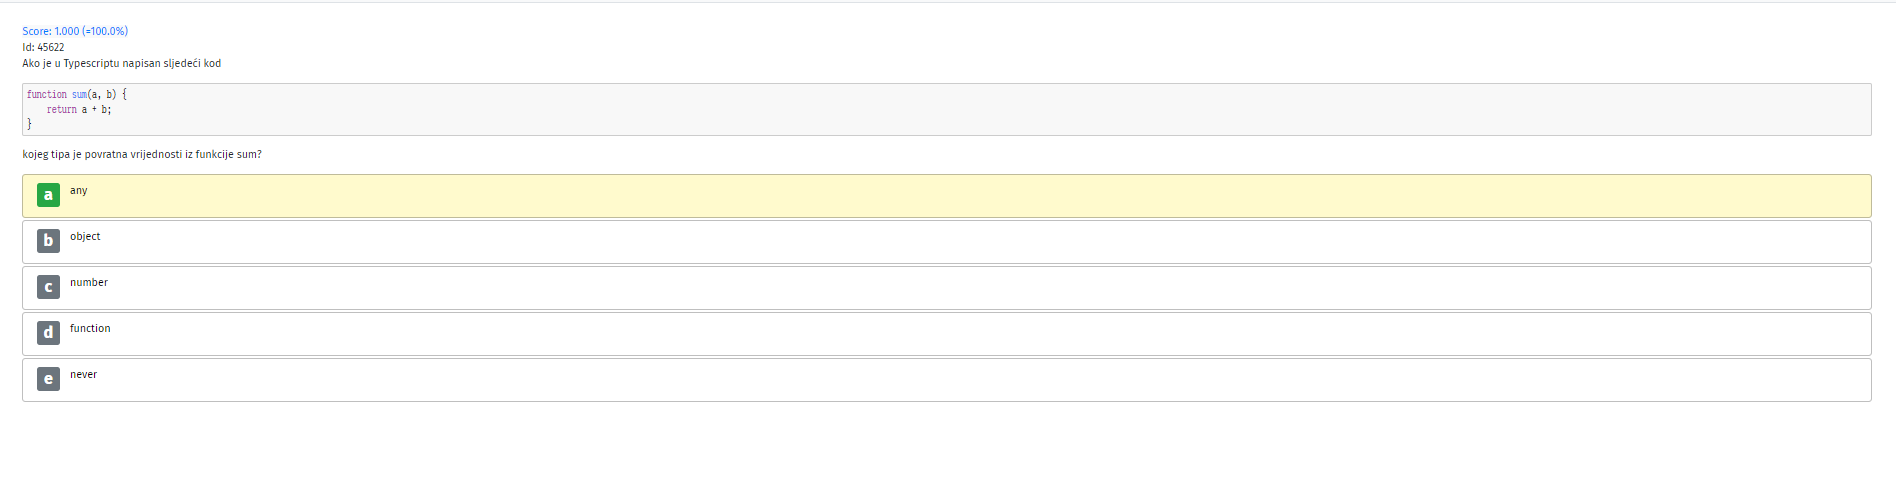 Score: 1.000 (=100.0%)
Id: 45622
Ako je u Typescriptu napisan sljedeći kod
function sum(a, b) {
    return a + b;
}
kojeg tipa je povratna vrijednosti iz funkcije sum?
a any
b object
c number
d function
e never